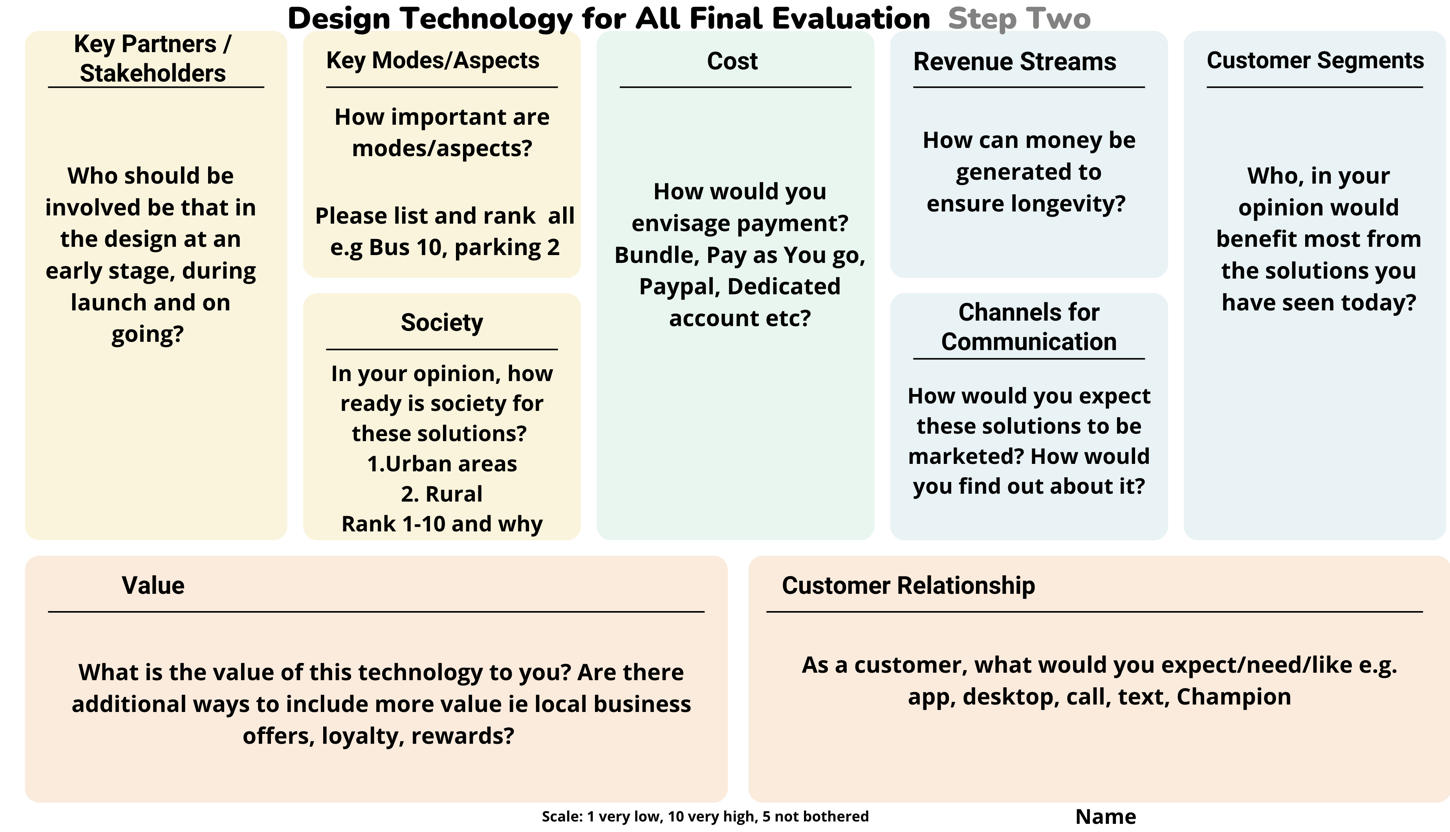 Design Technology for All Final Evaluation Step Two
Key Partners /
Stakeholders
Who should be
involved be that in
the design at an
early stage, during
launch and on
going?
Key Modes/Aspects
How important are
modes/aspects?
Please list and rank  all
e.g Bus 10, parking 2
Society
In your opinion, how
ready is society for
these solutions?
1.Urban areas
2. Rural
Rank 1-10 and why
Cost
How would you
envisage payment?
Bundle, Pay as You go,
Paypal, Dedicated
account etc?
Revenue Streams
How can money be
generated to
ensure longevity?
Channels for
Communication
How would you expect
these solutions to be
marketed? How would
you find out about it?
Customer Segments
Who, in your
opinion would
benefit most from
the solutions you
have seen today?
Value
What is the value of this technology to you? Are there
additional ways to include more value ie local business
offers, loyalty, rewards?
Customer Relationship
As a customer, what would you expect/need/like e.g.
app, desktop, call, text, Champion
Scale: 1 very low, 10 very high, 5 not bothered
Name